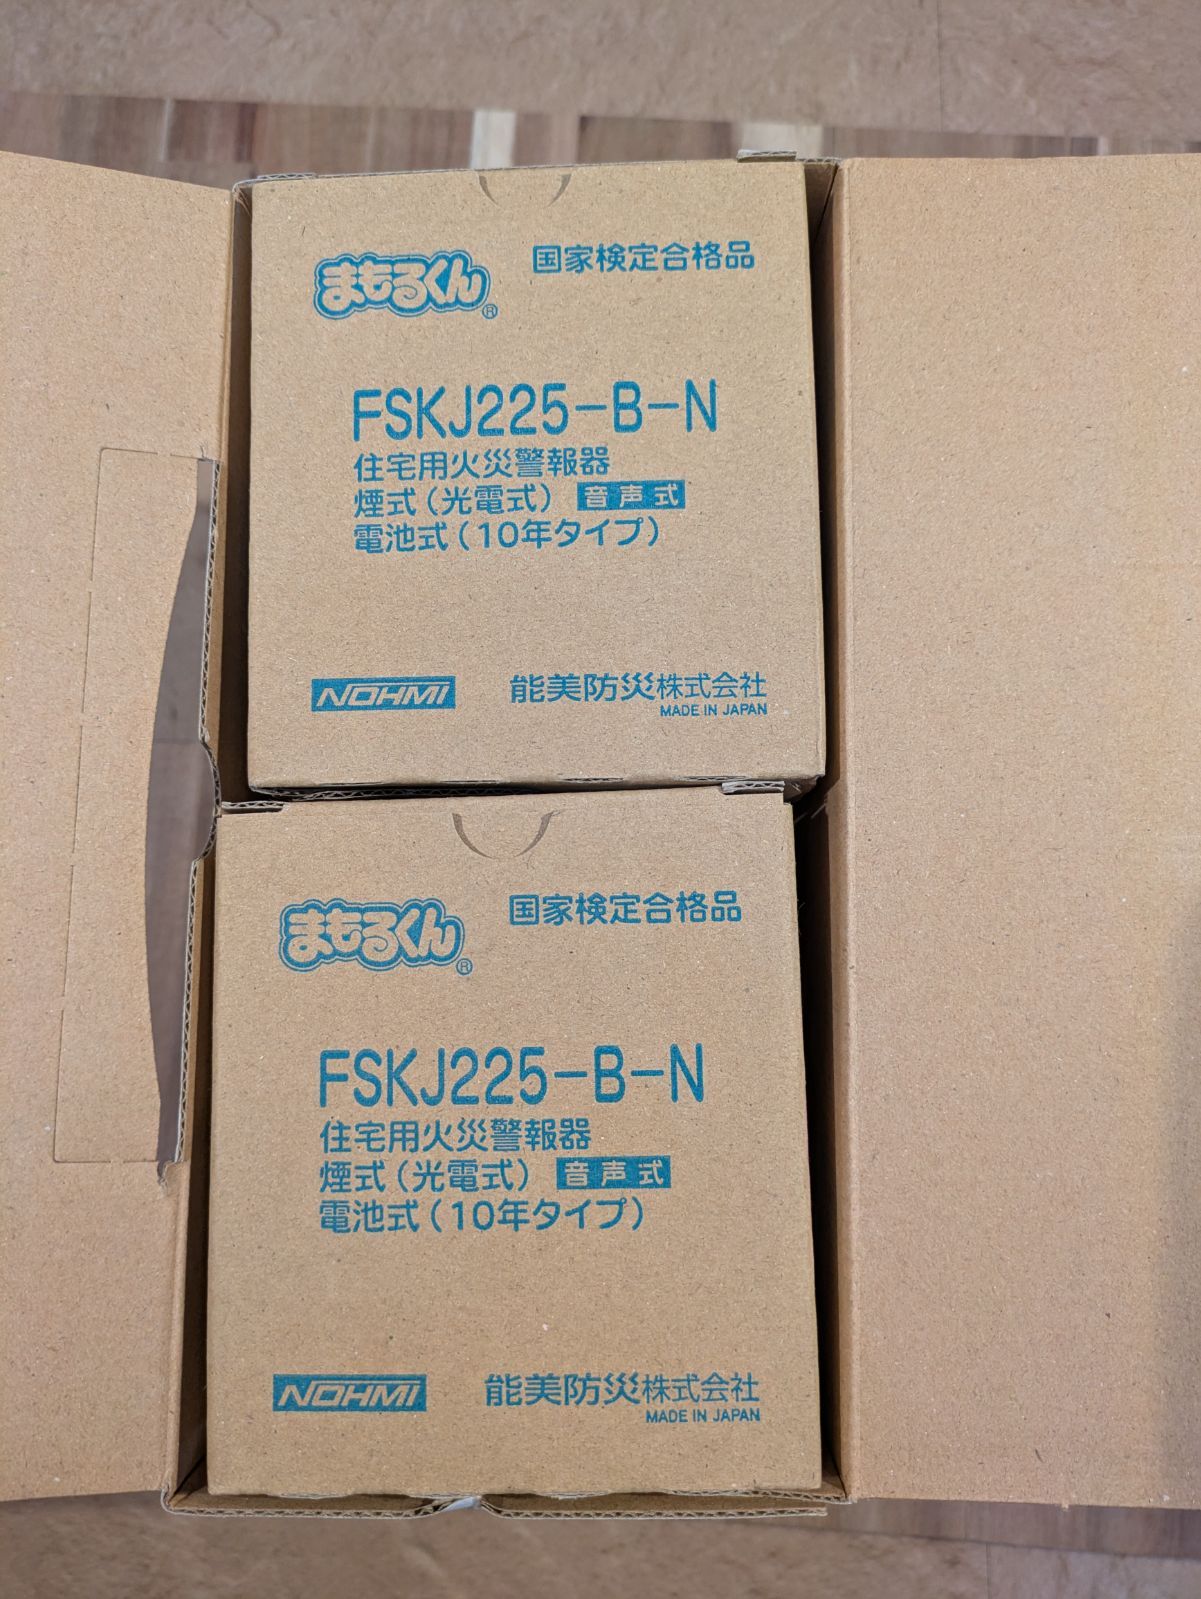 まもるくん®
国家検定合格品
FSKJ225-B-N
住宅用火災警報器
煙式(光電式) 音声式
電池式(10年タイプ)
NOHMI 能美防災株式会社
MADE IN JAPAN
まもるくん®
国家検定合格品
FSKJ225-B-N
住宅用火災警報器
煙式(光電式) 音声式
電池式(10年タイプ)
NOHMI 能美防災株式会社
MADE IN JAPAN